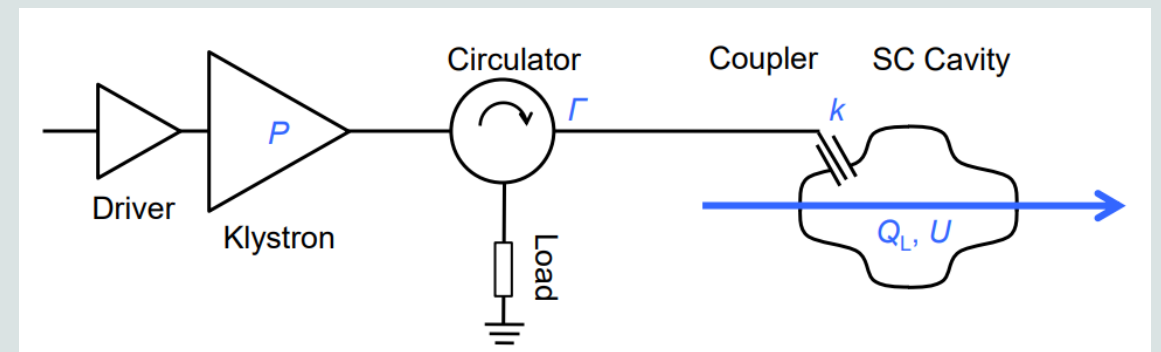 Circulator
Coupler
SC Cavity
Γ
k
P
Driver
Klystron
Load
Q_L, U